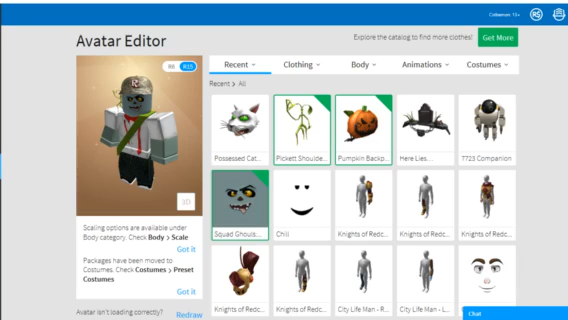 Avatar Editor
Explore the catalog to find more clothes!
Get More
R6 R15
Recent
Clothing
Body
Animations
Costumes
Recent > All
Possessed Cat...
Pickett Shoulde...
Pumpkin Backp...
Here Lies...
7723 Companion
3D
Scaling options are available under
Body category. Check Body > Scale
Got it
Squad Ghouls:...
Chill
Knights of Redc...
Knights of Redc...
Knights of Redc...
Packages have been moved to
Costumes. Check Costumes > Preset
Costumes
Got it
Avatar isn't loading correctly?
Redraw
Knights of Redc...
Knights of Redc...
City Life Man - R...
City Life Man - L...
Chat